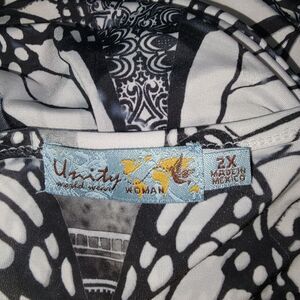 Unity
world wear
WOMAN
2X
MADE IN
MEXICO